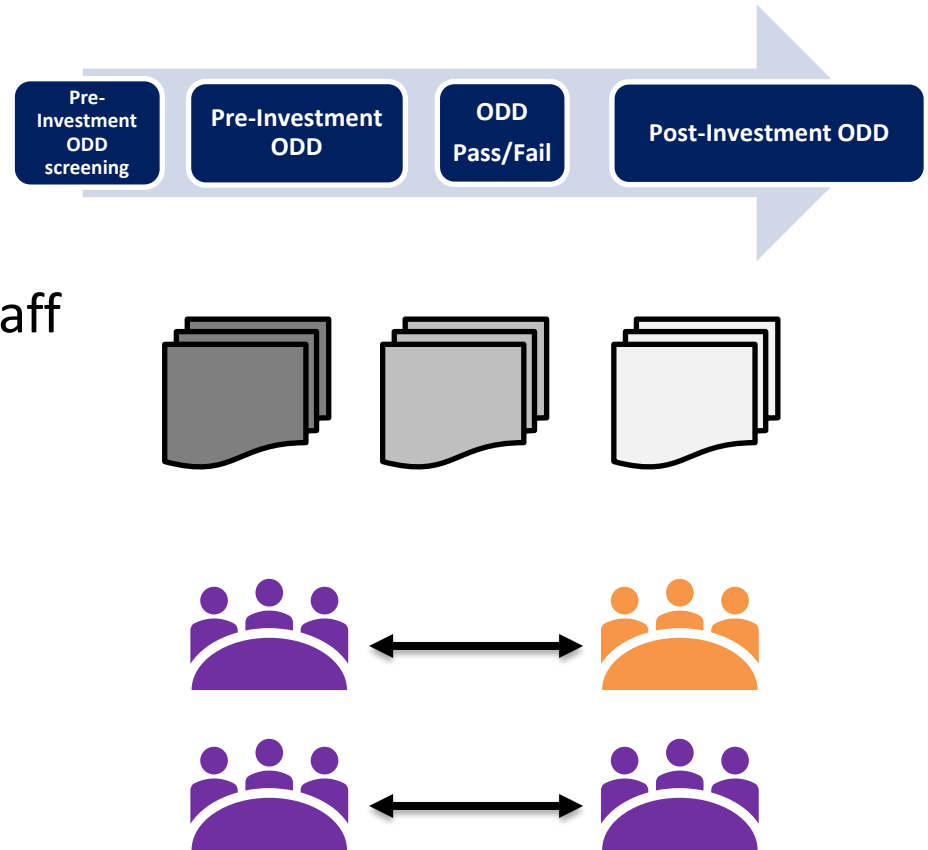 Pre-
Investment
ODD
screening
Pre-Investment
ODD
ODD
Pass/Fail
Post-Investment ODD
aff